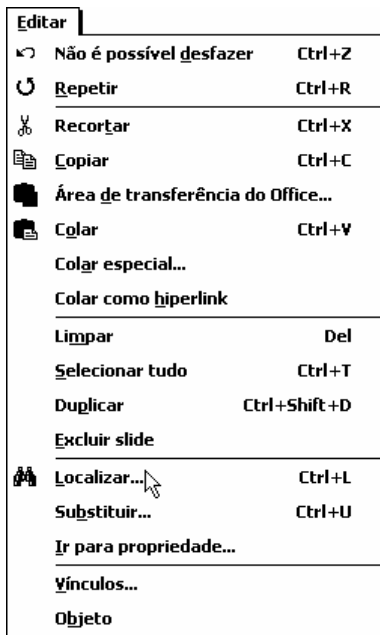 Editar
Não é possível desfazer Ctrl+Z
Repetir Ctrl+R
Recortar Ctrl+X
Copiar Ctrl+C
Área de transferência do Office...
Colar Ctrl+V
Colar especial...
Colar como hiperlink
Limpar Del
Selecionar tudo Ctrl+T
Duplicar Ctrl+Shift+D
Excluir slide
Localizar... Ctrl+L
Substituir... Ctrl+U
Ir para propriedade...
Vínculos...
Objeto